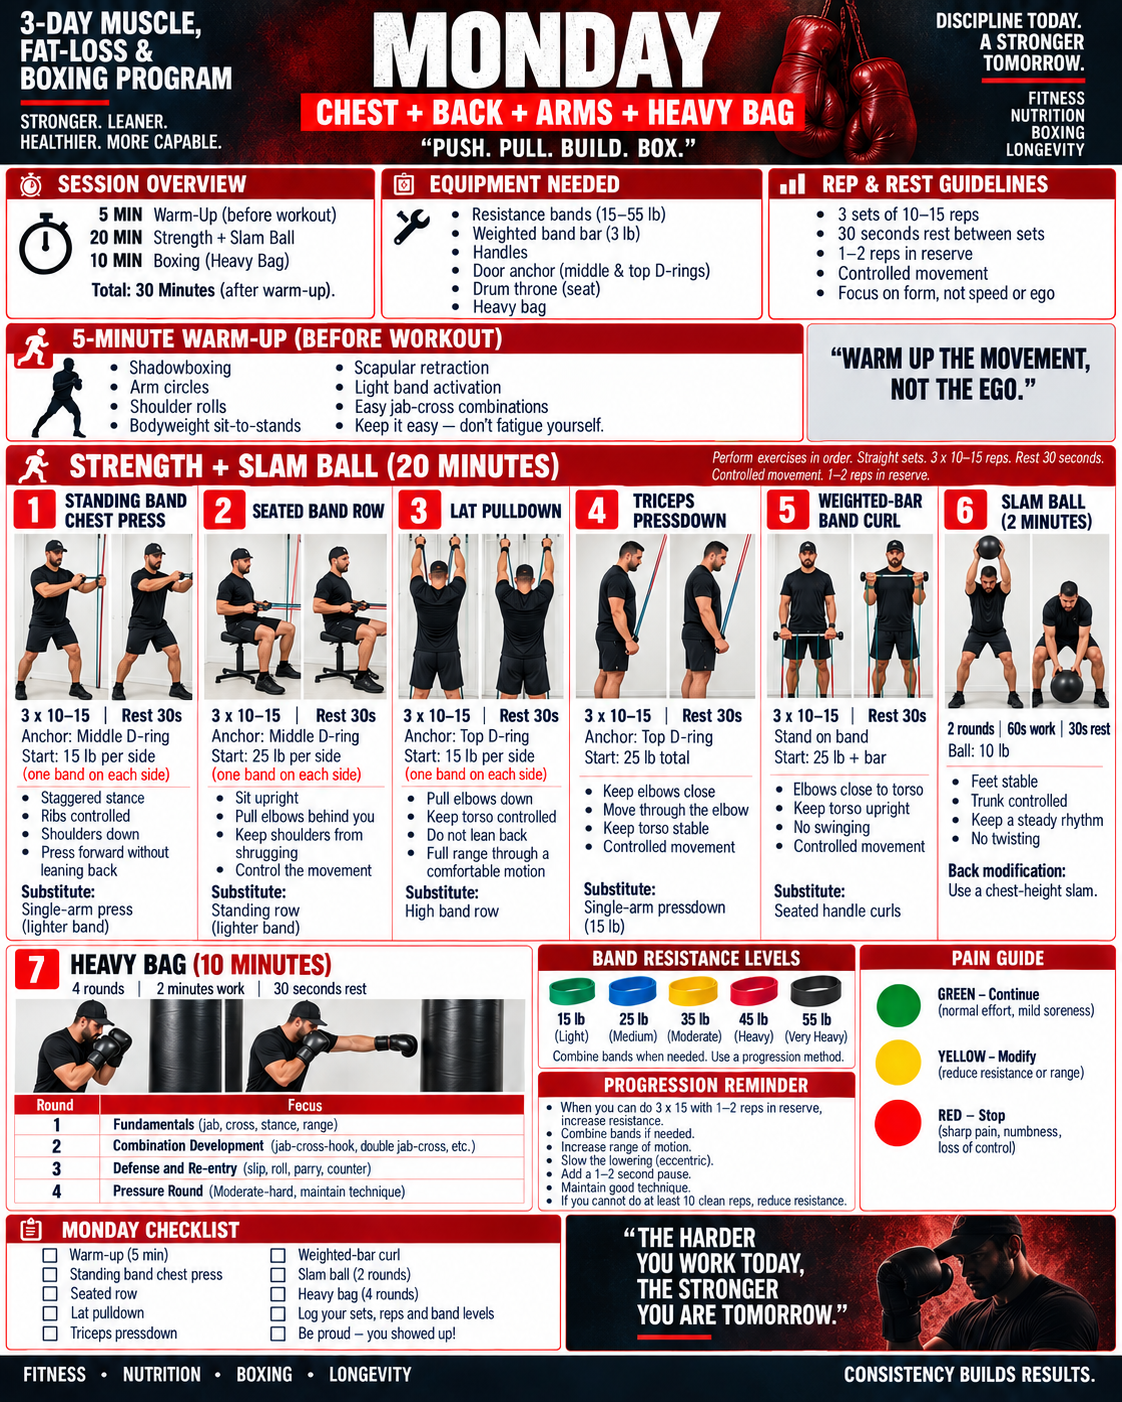 3-DAY MUSCLE,
FAT-LOSS &
BOXING PROGRAM
STRONGER. LEANER.
HEALTHIER. MORE CAPABLE.
MONDAY
CHEST + BACK + ARMS + HEAVY BAG
“PUSH. PULL. BUILD. BOX.”
DISCIPLINE TODAY.
A STRONGER
TOMORROW.
FITNESS
NUTRITION
BOXING
LONGEVITY
SESSION OVERVIEW
5 MIN Warm-Up (before workout)
20 MIN Strength + Slam Ball
10 MIN Boxing (Heavy Bag)
Total: 30 Minutes (after warm-up).
EQUIPMENT NEEDED
• Resistance bands (15–55 lb)
• Weighted band bar (3 lb)
• Handles
• Door anchor (middle & top D-rings)
• Drum throne (seat)
• Heavy bag
REP & REST GUIDELINES
• 3 sets of 10–15 reps
• 30 seconds rest between sets
• 1–2 reps in reserve
• Controlled movement
• Focus on form, not speed or ego
5-MINUTE WARM-UP (BEFORE WORKOUT)
• Shadowboxing
• Arm circles
• Shoulder rolls
• Bodyweight sit-to-stands
• Scapular retraction
• Light band activation
• Easy jab-cross combinations
• Keep it easy — don't fatigue yourself.
“WARM UP THE MOVEMENT,
NOT THE EGO.”
STRENGTH + SLAM BALL (20 MINUTES)
Perform exercises in order. Straight sets. 3 x 10–15 reps. Rest 30 seconds.
Controlled movement. 1–2 reps in reserve.
1 STANDING BAND
CHEST PRESS
3 x 10–15 | Rest 30s
Anchor: Middle D-ring
Start: 15 lb per side
(one band on each side)
• Staggered stance
• Ribs controlled
• Shoulders down
• Press forward without
leaning back
Substitute:
Single-arm press
(lighter band)
2 SEATED BAND ROW
3 x 10–15 | Rest 30s
Anchor: Middle D-ring
Start: 25 lb per side
(one band on each side)
• Sit upright
• Pull elbows behind you
• Keep shoulders from
shrugging
• Control the movement
Substitute:
Standing row
(lighter band)
3 LAT PULLDOWN
3 x 10–15 | Rest 30s
Anchor: Top D-ring
Start: 15 lb per side
(one band on each side)
• Pull elbows down
• Keep torso controlled
• Do not lean back
• Full range through a
comfortable motion
Substitute:
High band row
4 TRICEPS
PRESSDOWN
3 x 10–15 | Rest 30s
Anchor: Top D-ring
Start: 25 lb total
• Keep elbows close
• Move through the elbow
• Keep torso stable
• Controlled movement
Substitute:
Single-arm pressdown
(15 lb)
5 WEIGHTED-BAR
BAND CURL
3 x 10–15 | Rest 30s
Stand on band
Start: 25 lb + bar
• Elbows close to torso
• Keep torso upright
• No swinging
• Controlled movement
Substitute:
Seated handle curls
6 SLAM BALL
(2 MINUTES)
2 rounds | 60s work | 30s rest
Ball: 10 lb
• Feet stable
• Trunk controlled
• Keep a steady rhythm
• No twisting
Back modification:
Use a chest-height slam.
7 HEAVY BAG (10 MINUTES)
4 rounds | 2 minutes work | 30 seconds rest
Round Focus
1 Fundamentals (jab, cross, stance, range)
2 Combination Development (jab-cross-hook, double jab-cross, etc.)
3 Defense and Re-entry (slip, roll, parry, counter)
4 Pressure Round (Moderate-hard, maintain technique)
BAND RESISTANCE LEVELS
15 lb 25 lb 35 lb 45 lb 55 lb
(Light) (Medium) (Moderate) (Heavy) (Very Heavy)
Combine bands when needed. Use a progression method.
PROGRESSION REMINDER
• When you can do 3 x 15 with 1–2 reps in reserve,
increase resistance.
• Combine bands if needed.
• Increase range of motion.
• Slow the lowering (eccentric).
• Add a 1–2 second pause.
• Maintain good technique.
• If you cannot do at least 10 clean reps, reduce resistance.
PAIN GUIDE
GREEN – Continue
(normal effort, mild soreness)
YELLOW – Modify
(reduce resistance or range)
RED – Stop
(sharp pain, numbness,
loss of control)
MONDAY CHECKLIST
Warm-up (5 min)
Standing band chest press
Seated row
Lat pulldown
Triceps pressdown
Weighted-bar curl
Slam ball (2 rounds)
Heavy bag (4 rounds)
Log your sets, reps and band levels
Be proud – you showed up!
“THE HARDER
YOU WORK TODAY,
THE STRONGER
YOU ARE TOMORROW.”
FITNESS • NUTRITION • BOXING • LONGEVITY
CONSISTENCY BUILDS RESULTS.